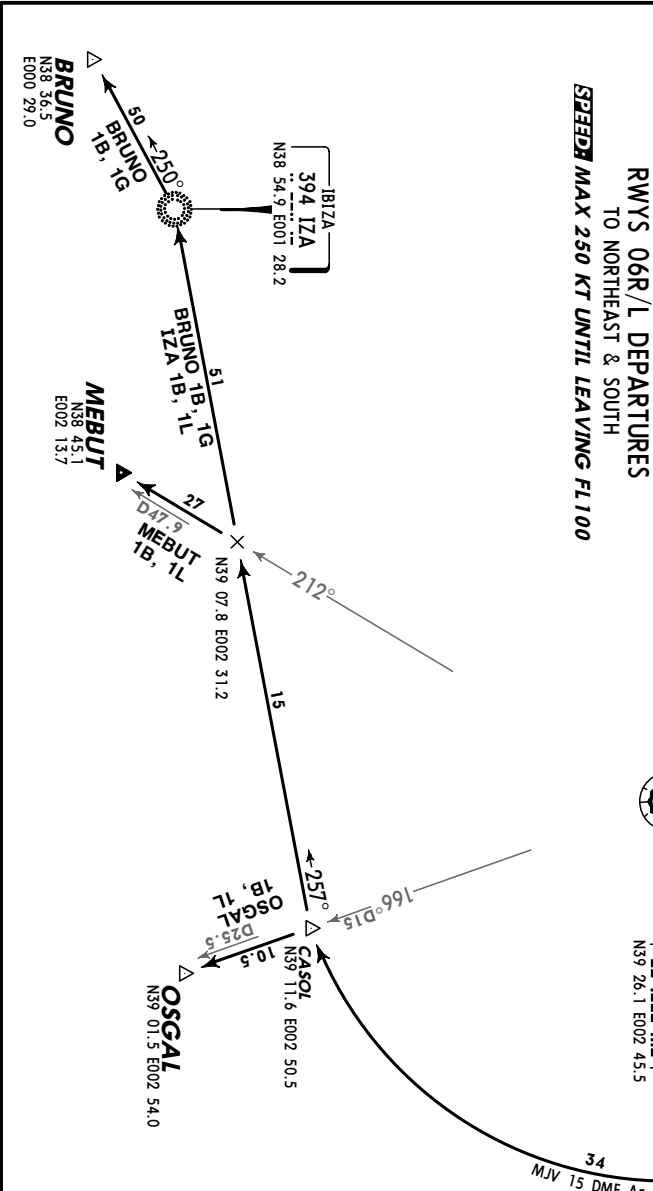 RWYS 06R/L DEPARTURES
TO NORTHEAST & SOUTH
SPEED: MAX 250 KT UNTIL LEAVING FL100
IBIZA
394 IZA
N38 54.9 E001 28.2
BRUNO
N38 36.5
E000 29.0
50
250°
BRUNO
1B, 1G
51
BRUNO 1B, 1G
IZA 1B, 1L
MEBUT
N38 45.1
E002 13.7
27
D47.9
MEBUT
1B, 1L
212°
N39 07.8 E002 31.2
15
257°
166°
D15
CASOL
N39 11.6 E002 50.5
OSGAL
1B, 1L
D25.5
10.5
OSGAL
N39 01.5 E002 54.0
N39 26.1 E002 45.5
34
MJV 15 DME